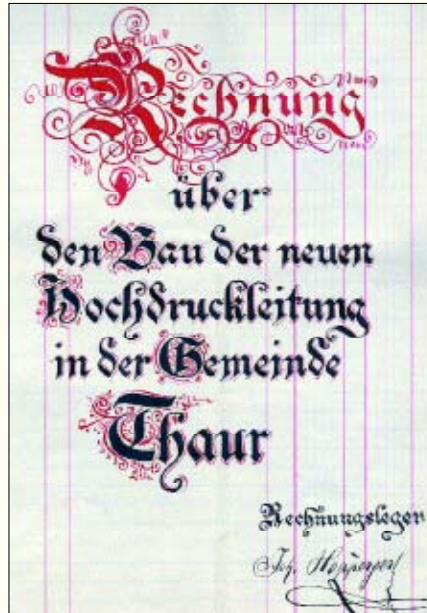 Rechnung
über
den Bau der neuen
Hochdruckleitung
in der Gemeinde
Thaur
Rechnungsleger